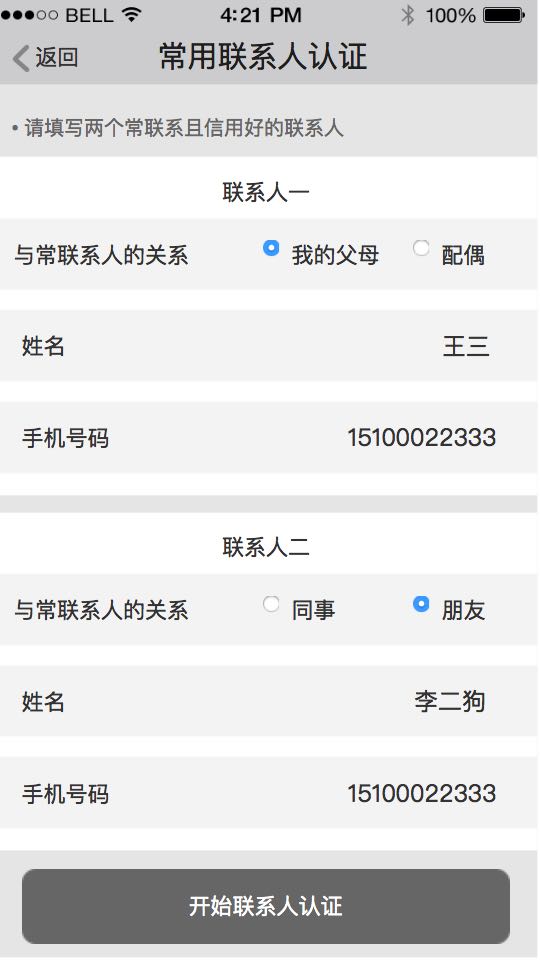 BELL 4:21 PM 100%
返回 常用联系人认证
• 请填写两个常联系且信用好的联系人
联系人一
与常联系人的关系 我的父母 配偶
姓名 王三
手机号码 15100022333
联系人二
与常联系人的关系 同事 朋友
姓名 李二狗
手机号码 15100022333
开始联系人认证